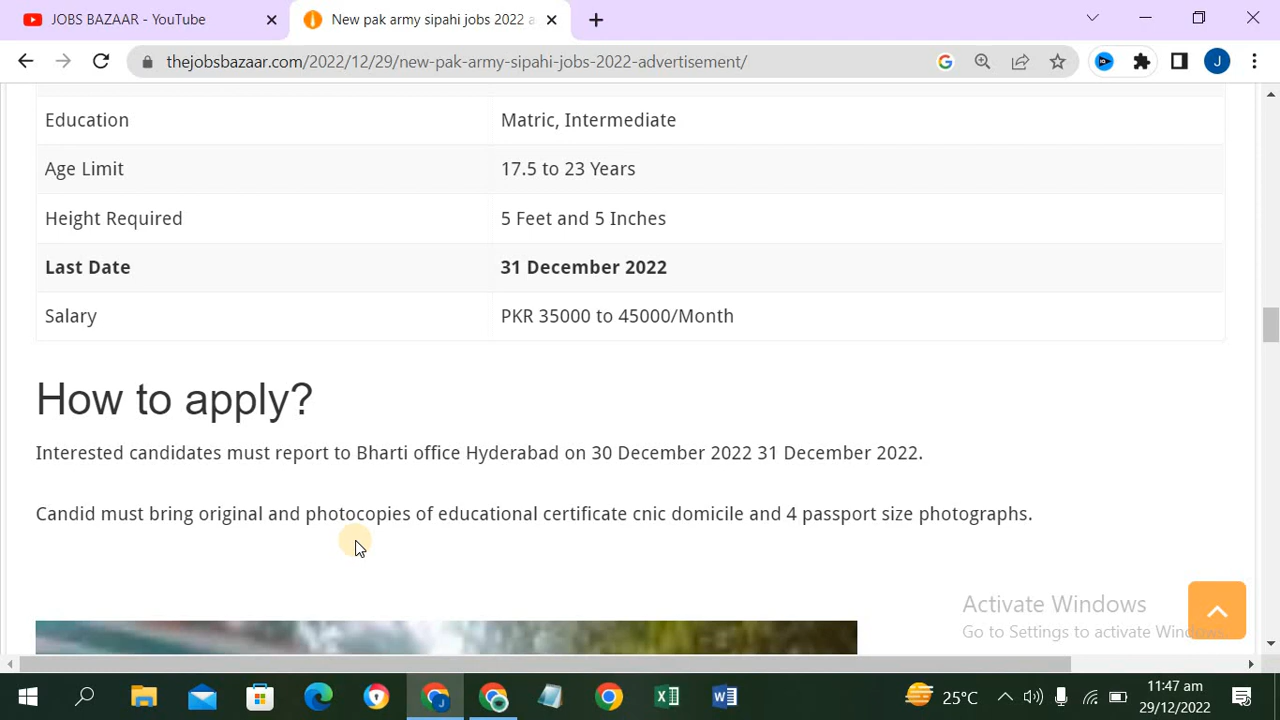 JOBS BAZAAR - YouTube
New pak army sipahi jobs 2022 a
thejobsbazaar.com/2022/12/29/new-pak-army-sipahi-jobs-2022-advertisement/
J
Education Matric, Intermediate
Age Limit 17.5 to 23 Years
Height Required 5 Feet and 5 Inches
Last Date 31 December 2022
Salary PKR 35000 to 45000/Month
How to apply?
Interested candidates must report to Bharti office Hyderabad on 30 December 2022 31 December 2022.
Candid must bring original and photocopies of educational certificate cnic domicile and 4 passport size photographs.
Activate Windows
Go to Settings to activate Windows.
25°C
11:47 am
29/12/2022